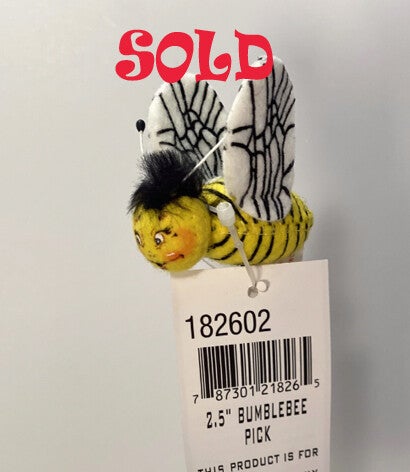 SOLD
182602
7 87301 21826 5
2.5" BUMBLEBEE
PICK
THIS PRODUCT IS FOR